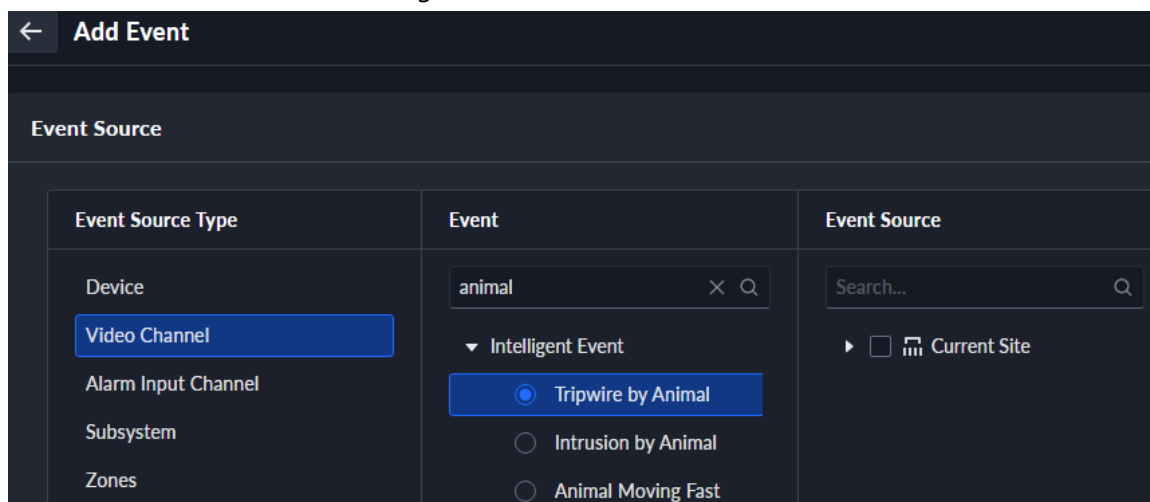 Add Event
Event Source
Event Source Type
Event
Event Source
Device
animal
Search...
Video Channel
Intelligent Event
Current Site
Alarm Input Channel
Tripwire by Animal
Subsystem
Intrusion by Animal
Zones
Animal Moving Fast